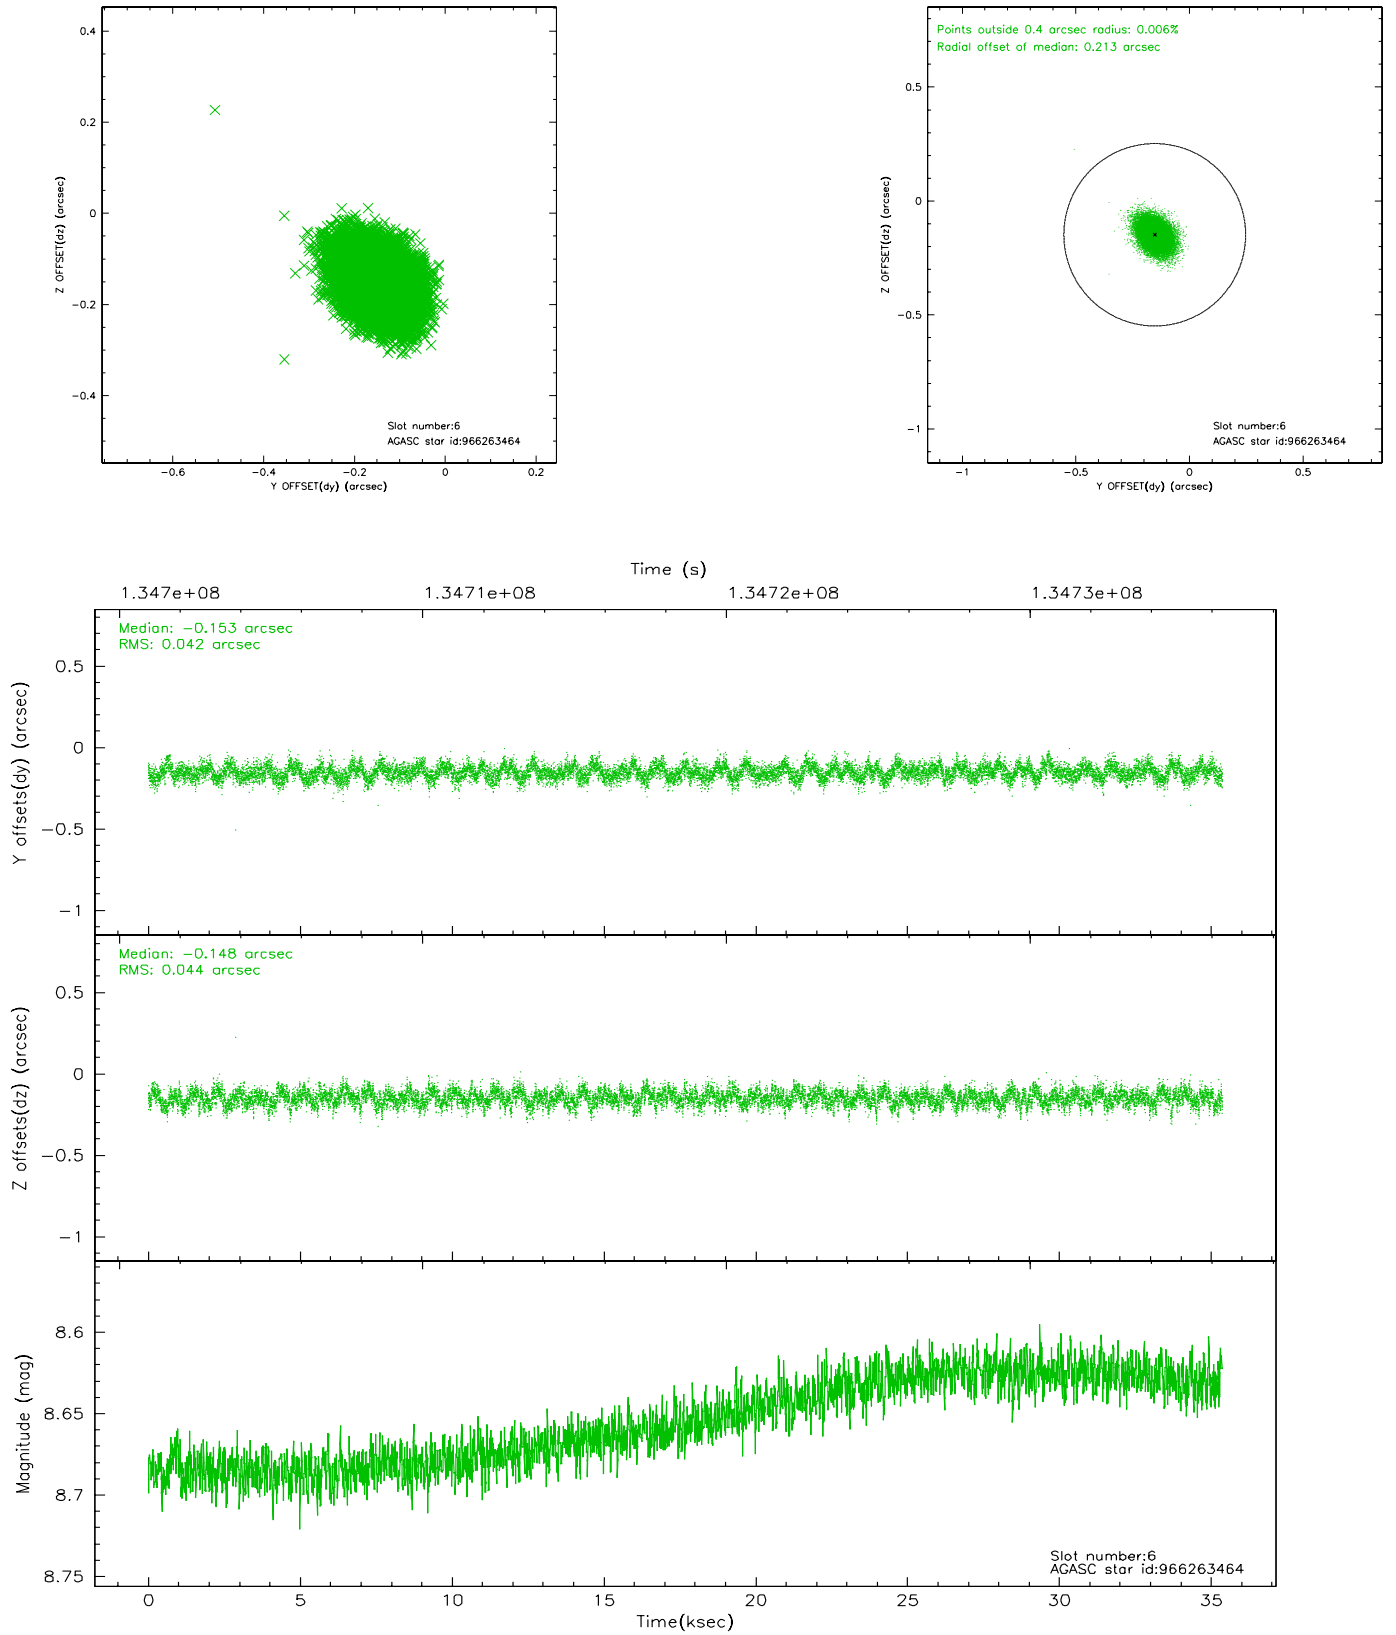 0.4
0.2
0
−0.2
−0.4
Z OFFSET(dz) (arcsec)
Slot number:6
AGASC star id:966263464
−0.6 −0.4 −0.2 0 0.2
Y OFFSET(dy) (arcsec)
Points outside 0.4 arcsec radius: 0.006%
Radial offset of median: 0.213 arcsec
0.5
0
−0.5
−1
Z OFFSET(dz) (arcsec)
Slot number:6
AGASC star id:966263464
−1 −0.5 0 0.5
Y OFFSET(dy) (arcsec)
Time (s)
1.347e+08 1.3471e+08 1.3472e+08 1.3473e+08
Median: −0.153 arcsec
RMS: 0.042 arcsec
0.5
0
−0.5
−1
Y offsets(dy) (arcsec)
Median: −0.148 arcsec
RMS: 0.044 arcsec
0.5
0
−0.5
−1
Z offsets(dz) (arcsec)
8.6
8.65
8.7
8.75
Magnitude (mag)
Slot number:6
AGASC star id:966263464
0 5 10 15 20 25 30 35
Time(ksec)